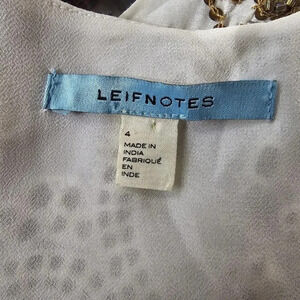 LEIFNOTES
4
MADE IN
INDIA
FABRIQUÉ
EN
INDE